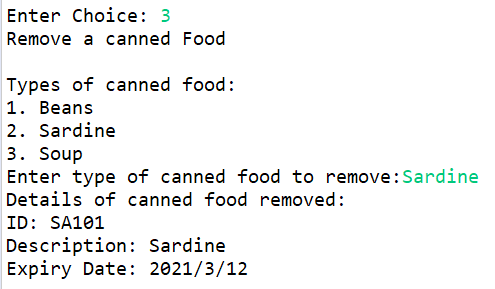 Enter Choice: 3
Remove a canned Food
Types of canned food:
1. Beans
2. Sardine
3. Soup
Enter type of canned food to remove:Sardine
Details of canned food removed:
ID: SA101
Description: Sardine
Expiry Date: 2021/3/12